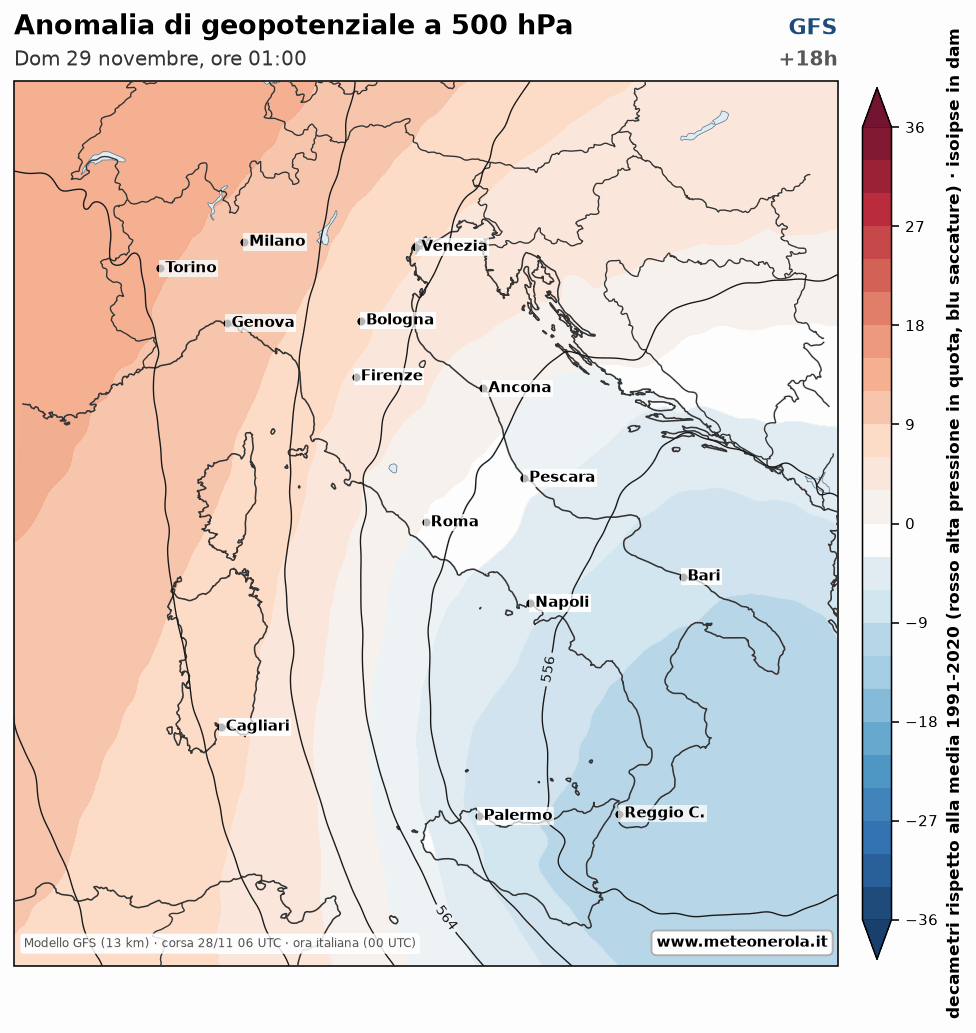 Anomalia di geopotenziale a 500 hPa
GFS
Dom 29 novembre, ore 01:00
+18h
Milano
Venezia
Torino
Genova
Bologna
Firenze
Ancona
Pescara
Roma
Bari
Napoli
556
Cagliari
Palermo
Reggio C.
564
Modello GFS (13 km) · corsa 28/11 06 UTC · ora italiana (00 UTC)
www.meteonerola.it
36
27
18
9
0
−9
−18
−27
−36
decametri rispetto alla media 1991-2020 (rosso alta pressione in quota, blu saccature) · isoipse in dam